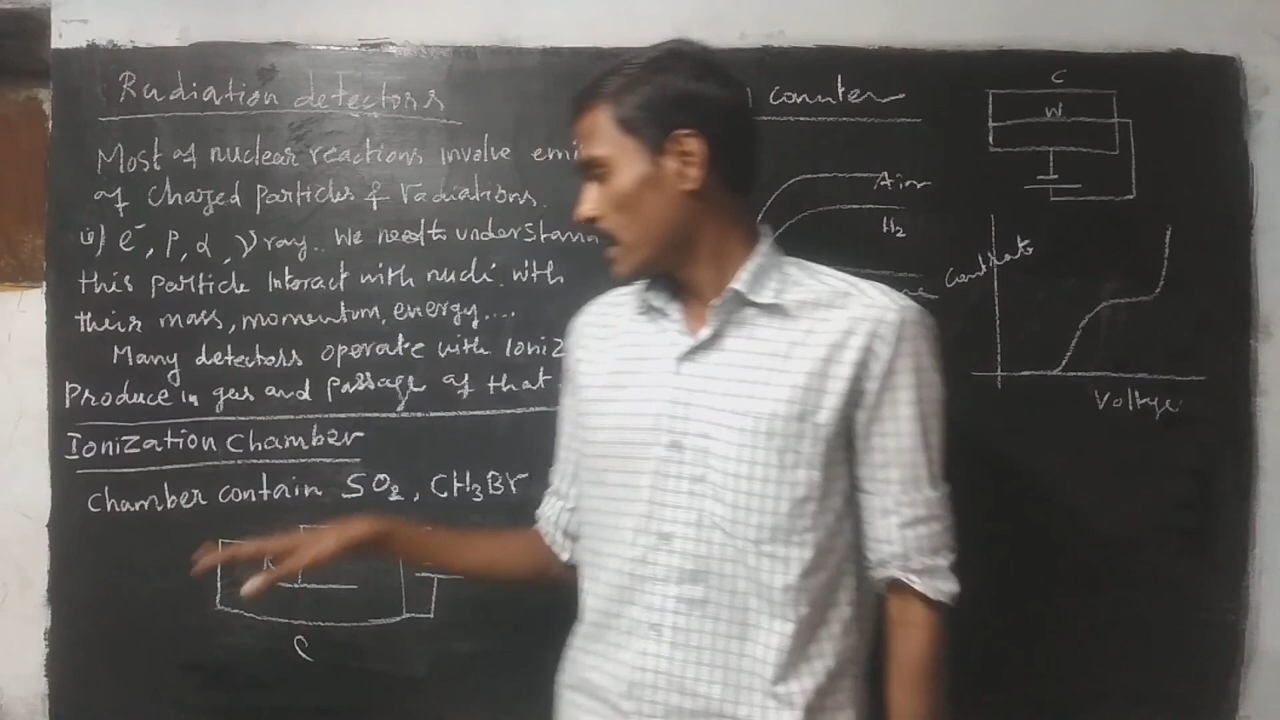 Radiation detectors
Most of nuclear reactions involve emi
of Charged Particles & radiations.
ie) e⁻, P, α, γ ray.. We need to understan
this particle Interact with nucli. with
their mass, momentum, energy....
Many detectors operate with Ioniz
Produce in gas and passage of that
Ionization Chamber
Chamber contain SO₂, CH₃Br
C
counter
Air
H₂
C
W
Voltage